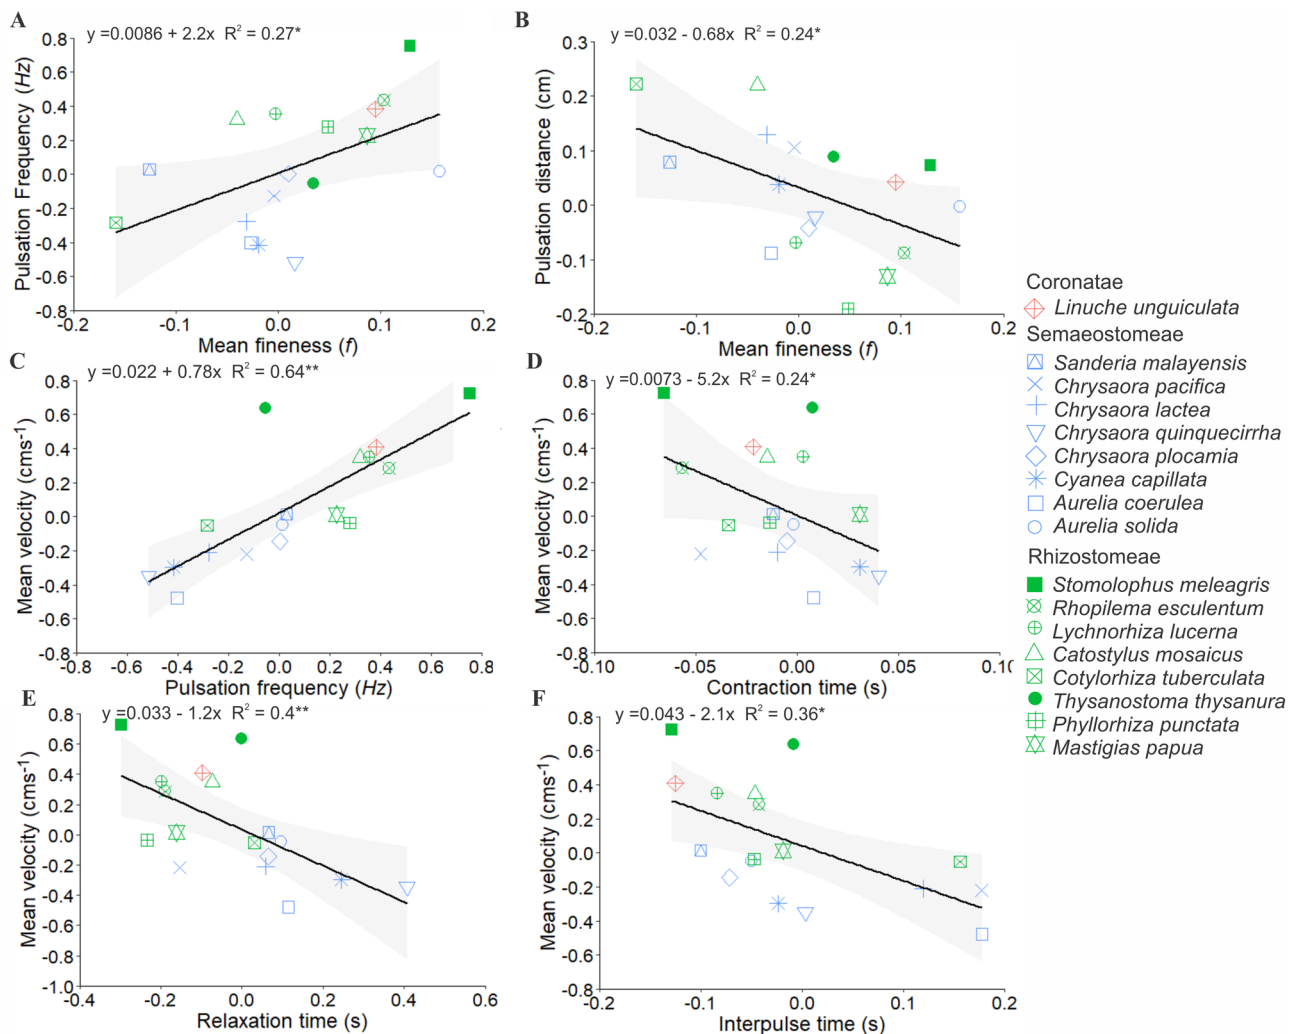 A
y =0.0086 + 2.2x R² = 0.27*
Pulsation Frequency (Hz)
0.8
0.6
0.4
0.2
0.0
-0.2
-0.4
-0.6
-0.8
-0.2 -0.1 0.0 0.1 0.2
Mean fineness (f)
B
y =0.032 - 0.68x R² = 0.24*
Pulsation distance (cm)
0.3
0.2
0.1
0.0
-0.1
-0.2
-0.2 -0.1 0.0 0.1 0.2
Mean fineness (f)
C
y =0.022 + 0.78x R² = 0.64**
Mean velocity (cms⁻¹)
0.8
0.6
0.4
0.2
0.0
-0.2
-0.4
-0.6
-0.8
-0.8 -0.6 -0.4 -0.2 0.0 0.2 0.4 0.6 0.8
Pulsation frequency (Hz)
D
y =0.0073 - 5.2x R² = 0.24*
Mean velocity (cms⁻¹)
0.8
0.6
0.4
0.2
0.0
-0.2
-0.4
-0.6
-0.8
-0.10 -0.05 0.00 0.05 0.10
Contraction time (s)
E
y =0.033 - 1.2x R² = 0.4**
Mean velocity (cms⁻¹)
0.8
0.6
0.4
0.2
0.0
-0.2
-0.4
-0.6
-0.8
-1.0
-0.4 -0.2 0.0 0.2 0.4 0.6
Relaxation time (s)
F
y =0.043 - 2.1x R² = 0.36*
Mean velocity (cms⁻¹)
0.8
0.6
0.4
0.2
0.0
-0.2
-0.4
-0.6
-0.8
-0.2 -0.1 0.0 0.1 0.2
Interpulse time (s)
Coronatae
Linuche unguiculata
Semaeostomeae
Sanderia malayensis
Chrysaora pacifica
Chrysaora lactea
Chrysaora quinquecirrha
Chrysaora plocamia
Cyanea capillata
Aurelia coerulea
Aurelia solida
Rhizostomeae
Stomolophus meleagris
Rhopilema esculentum
Lychnorhiza lucerna
Catostylus mosaicus
Cotylorhiza tuberculata
Thysanostoma thysanura
Phyllorhiza punctata
Mastigias papua